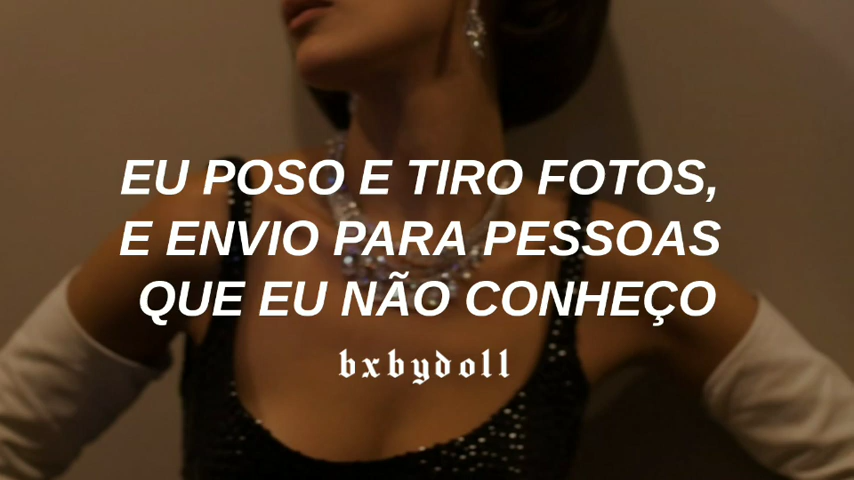 EU POSO E TIRO FOTOS,
E ENVIO PARA PESSOAS
QUE EU NÃO CONHEÇO
bxbydoll